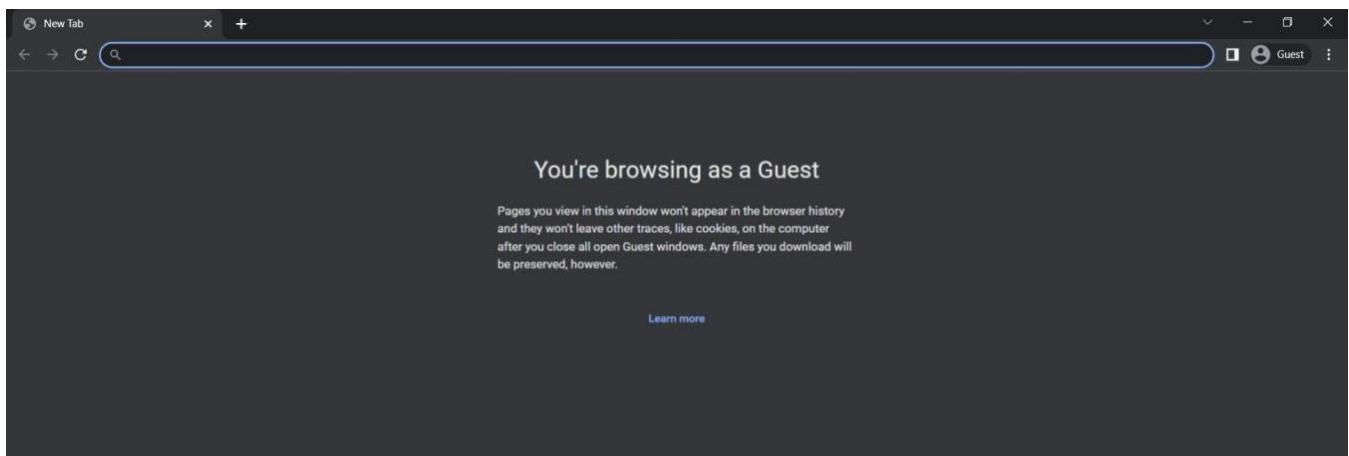 New Tab
Guest
You're browsing as a Guest
Pages you view in this window won't appear in the browser history
and they won't leave other traces, like cookies, on the computer
after you close all open Guest windows. Any files you download will
be preserved, however.
Learn more